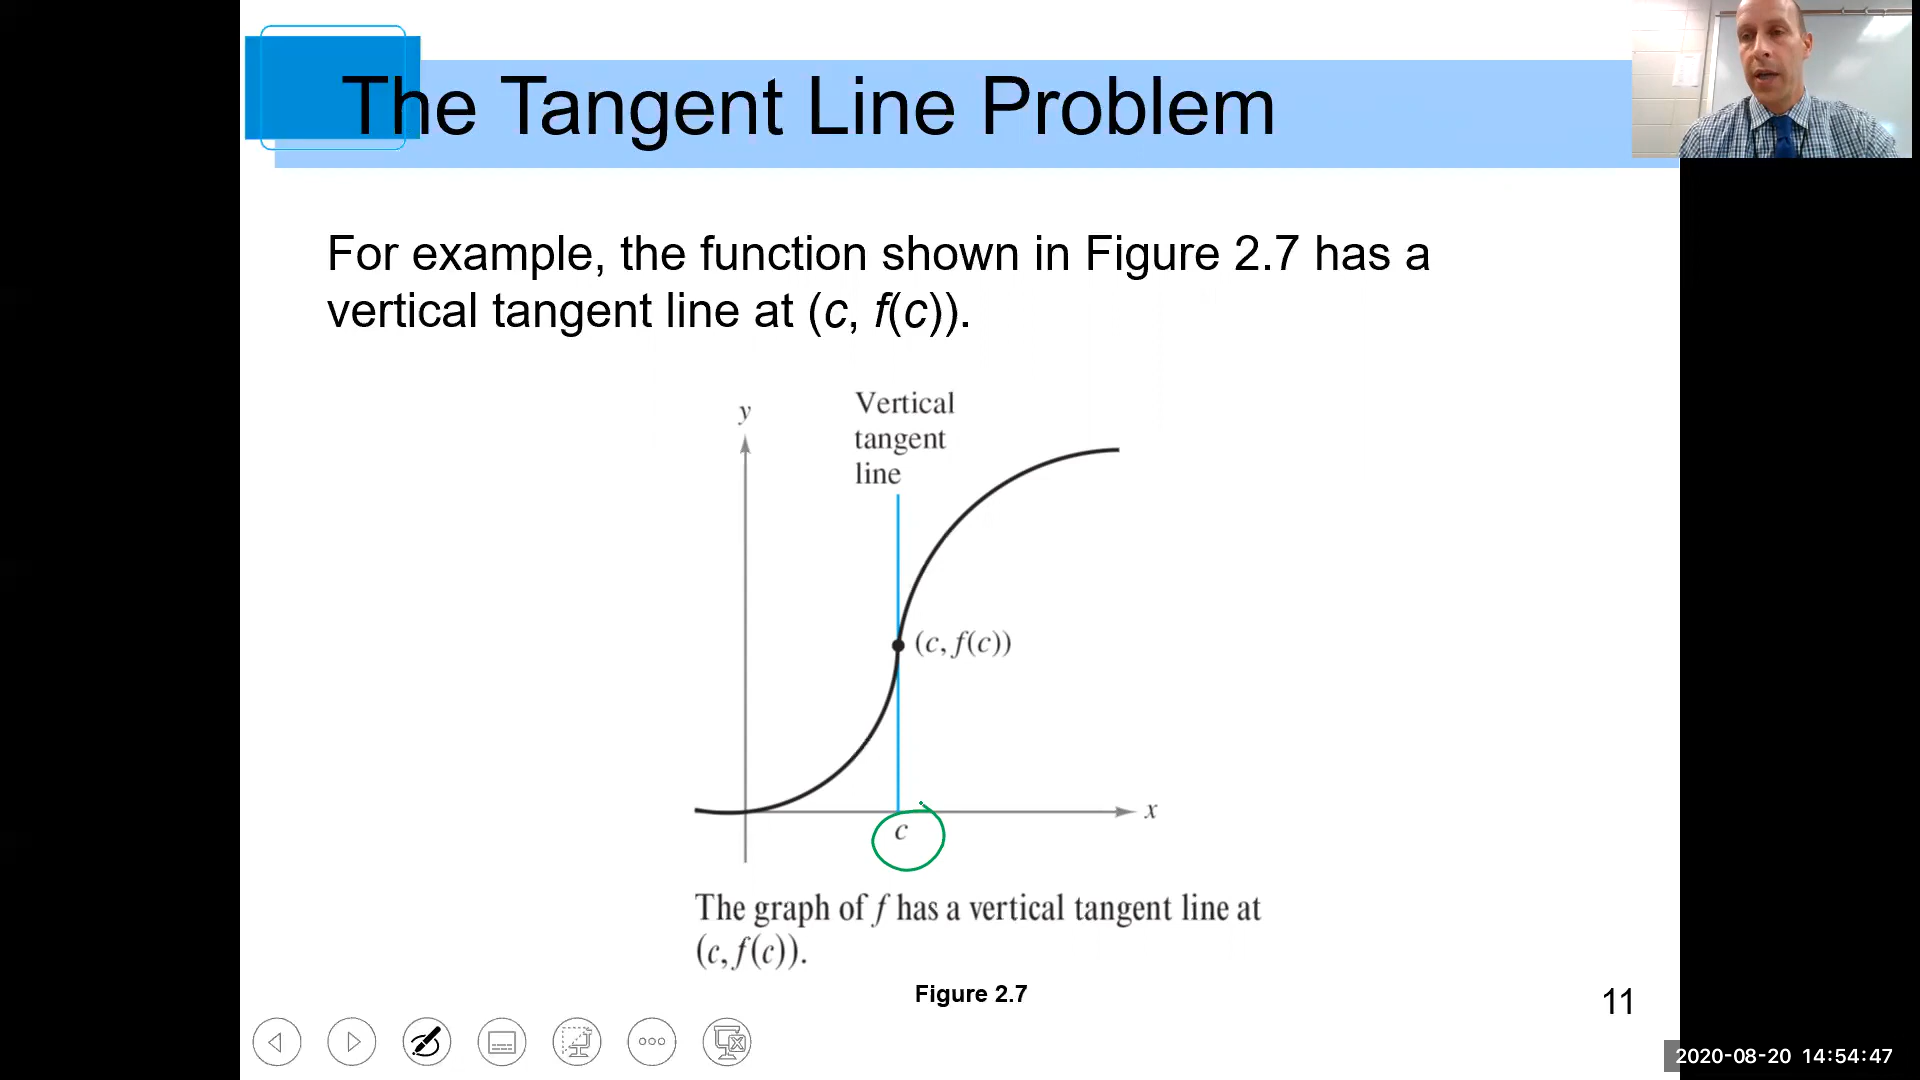 The Tangent Line Problem
For example, the function shown in Figure 2.7 has a
vertical tangent line at (c, f(c)).
y
Vertical
tangent
line
(c, f(c))
x
c
The graph of f has a vertical tangent line at
(c, f(c)).
Figure 2.7
11
2020-08-20 14:54:47